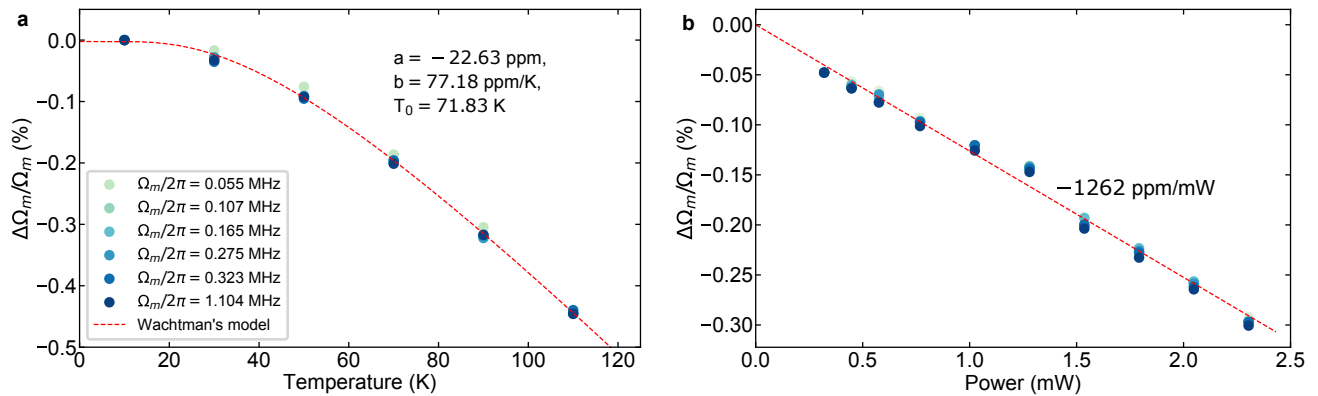 a
0.0
−0.1
−0.2
−0.3
−0.4
−0.5
ΔΩₘ/Ωₘ (%)
a = −22.63 ppm,
b = 77.18 ppm/K,
T₀ = 71.83 K
Ωₘ/2π = 0.055 MHz
Ωₘ/2π = 0.107 MHz
Ωₘ/2π = 0.165 MHz
Ωₘ/2π = 0.275 MHz
Ωₘ/2π = 0.323 MHz
Ωₘ/2π = 1.104 MHz
Wachtman's model
0 20 40 60 80 100 120
Temperature (K)
b
0.00
−0.05
−0.10
−0.15
−0.20
−0.25
−0.30
ΔΩₘ/Ωₘ (%)
−1262 ppm/mW
0.0 0.5 1.0 1.5 2.0 2.5
Power (mW)